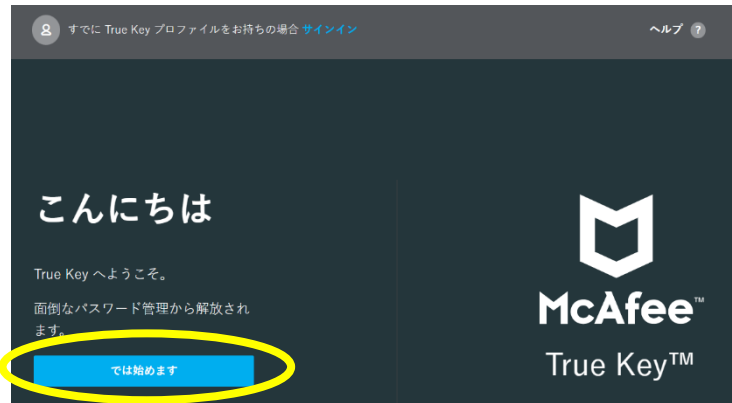 すでに True Key プロファイルをお持ちの場合 サインイン
ヘルプ ?
こんにちは
True Key へようこそ。
面倒なパスワード管理から解放され
ます。
では始めます
McAfee™
True Key™